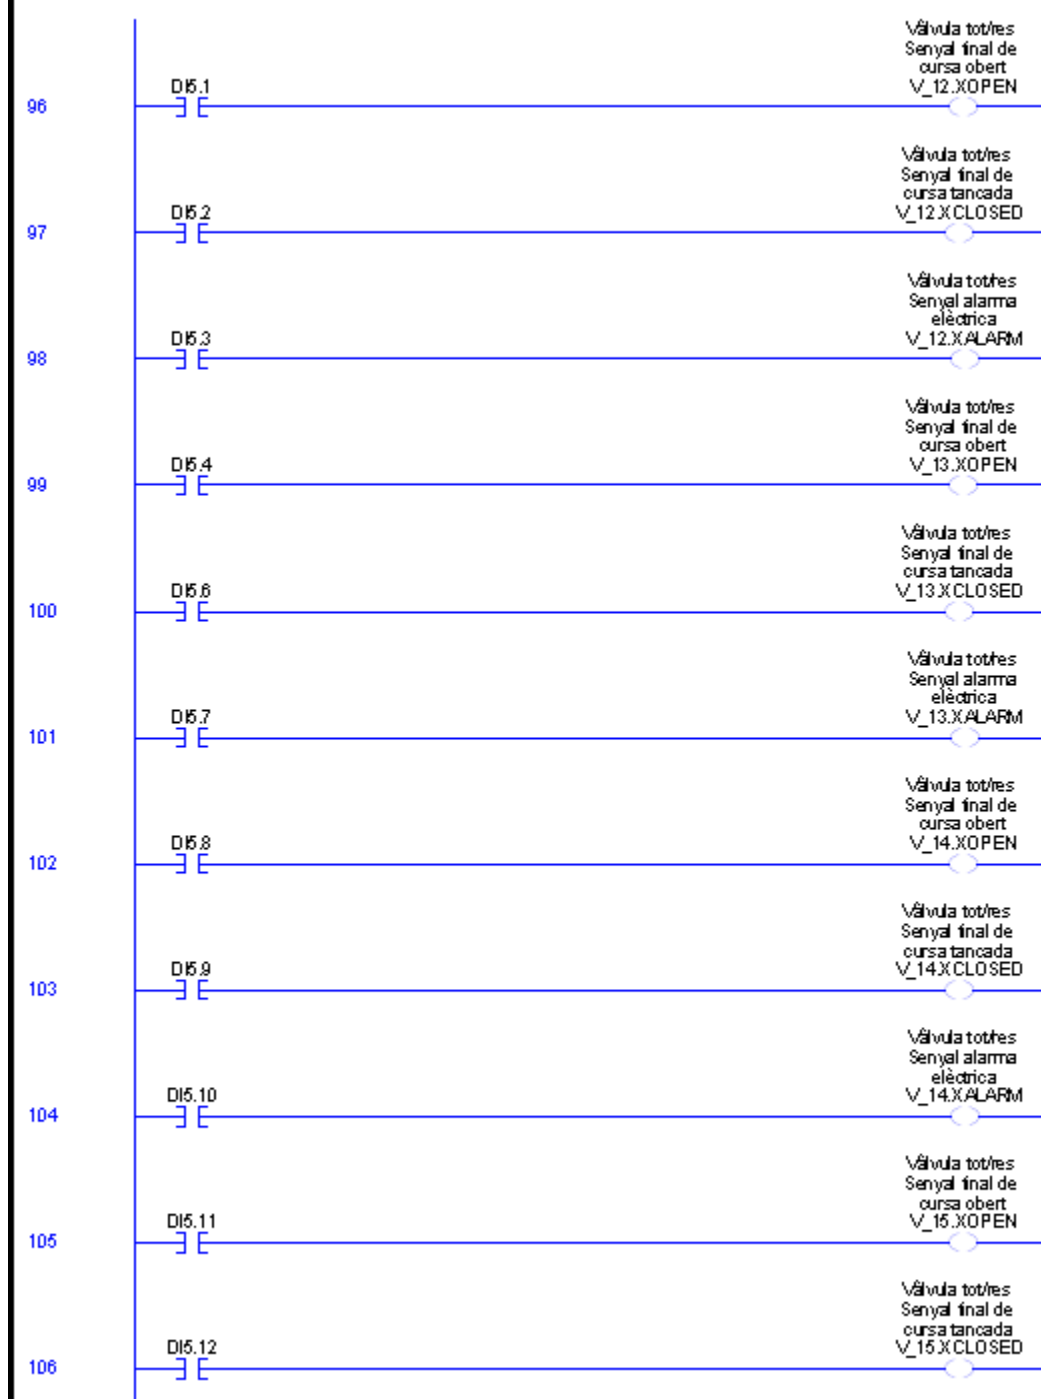 Vàlvula tot/res
Senyal final de
cursa obert
DI5.1
V_12.XOPEN
96
Vàlvula tot/res
Senyal final de
cursa tancada
DI5.2
V_12.XCLOSED
97
Vàlvula tot/res
Senyal alarma
elèctrica
DI5.3
V_12.XALARM
98
Vàlvula tot/res
Senyal final de
cursa obert
DI5.4
V_13.XOPEN
99
Vàlvula tot/res
Senyal final de
cursa tancada
DI5.6
V_13.XCLOSED
100
Vàlvula tot/res
Senyal alarma
elèctrica
DI5.7
V_13.XALARM
101
Vàlvula tot/res
Senyal final de
cursa obert
DI5.8
V_14.XOPEN
102
Vàlvula tot/res
Senyal final de
cursa tancada
DI5.9
V_14.XCLOSED
103
Vàlvula tot/res
Senyal alarma
elèctrica
DI5.10
V_14.XALARM
104
Vàlvula tot/res
Senyal final de
cursa obert
DI5.11
V_15.XOPEN
105
Vàlvula tot/res
Senyal final de
cursa tancada
DI5.12
V_15.XCLOSED
106